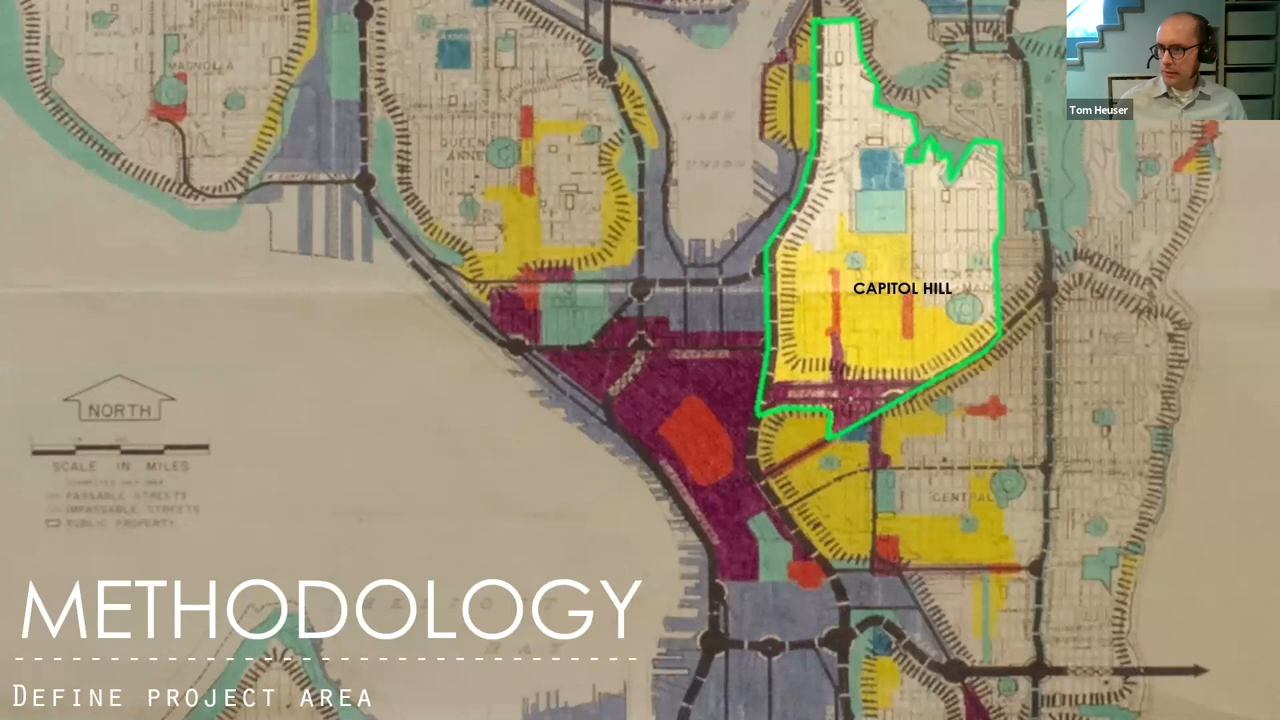 Tom Heuser
MAGNOLIA
QUEEN
ANNE
UNION
CAPITOL HILL
NORTH
SCALE IN MILES
PASSABLE STREETS
IMPASSABLE STREETS
PUBLIC PROPERTY
CENTRAL
METHODOLOGY
BAY
DEFINE PROJECT AREA